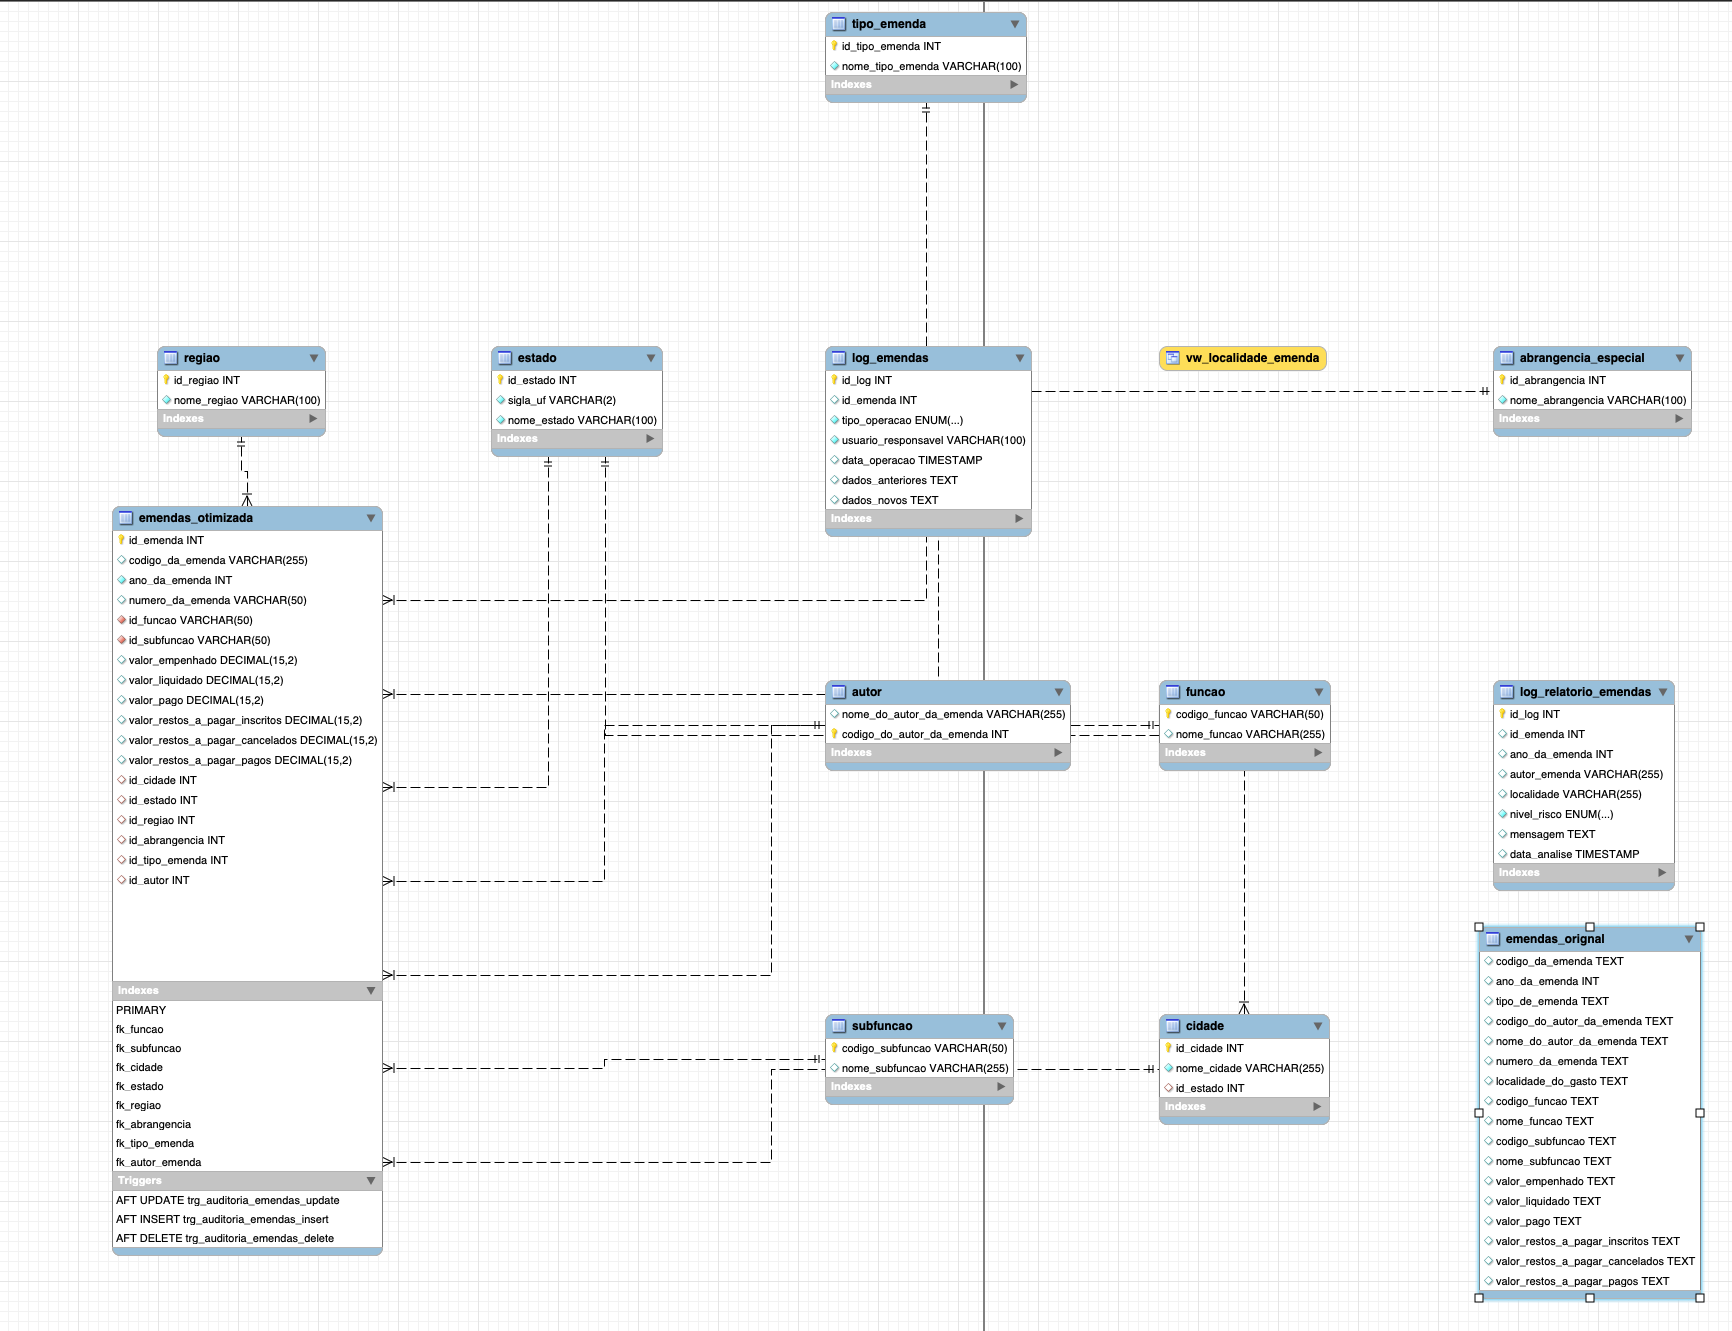 tipo_emenda
id_tipo_emenda INT
nome_tipo_emenda VARCHAR(100)
Indexes
regiao
id_regiao INT
nome_regiao VARCHAR(100)
Indexes
estado
id_estado INT
sigla_uf VARCHAR(2)
nome_estado VARCHAR(100)
Indexes
log_emendas
id_log INT
id_emenda INT
tipo_operacao ENUM(...)
usuario_responsavel VARCHAR(100)
data_operacao TIMESTAMP
dados_anteriores TEXT
dados_novos TEXT
Indexes
vw_localidade_emenda
abrangencia_especial
id_abrangencia INT
nome_abrangencia VARCHAR(100)
Indexes
emendas_otimizada
id_emenda INT
codigo_da_emenda VARCHAR(255)
ano_da_emenda INT
numero_da_emenda VARCHAR(50)
id_funcao VARCHAR(50)
id_subfuncao VARCHAR(50)
valor_empenhado DECIMAL(15,2)
valor_liquidado DECIMAL(15,2)
valor_pago DECIMAL(15,2)
valor_restos_a_pagar_inscritos DECIMAL(15,2)
valor_restos_a_pagar_cancelados DECIMAL(15,2)
valor_restos_a_pagar_pagos DECIMAL(15,2)
id_cidade INT
id_estado INT
id_regiao INT
id_abrangencia INT
id_tipo_emenda INT
id_autor INT
Indexes
PRIMARY
fk_funcao
fk_subfuncao
fk_cidade
fk_estado
fk_regiao
fk_abrangencia
fk_tipo_emenda
fk_autor_emenda
Triggers
AFT UPDATE trg_auditoria_emendas_update
AFT INSERT trg_auditoria_emendas_insert
AFT DELETE trg_auditoria_emendas_delete
autor
nome_do_autor_da_emenda VARCHAR(255)
codigo_do_autor_da_emenda INT
Indexes
funcao
codigo_funcao VARCHAR(50)
nome_funcao VARCHAR(255)
Indexes
log_relatorio_emendas
id_log INT
id_emenda INT
ano_da_emenda INT
autor_emenda VARCHAR(255)
localidade VARCHAR(255)
nivel_risco ENUM(...)
mensagem TEXT
data_analise TIMESTAMP
Indexes
subfuncao
codigo_subfuncao VARCHAR(50)
nome_subfuncao VARCHAR(255)
Indexes
cidade
id_cidade INT
nome_cidade VARCHAR(255)
id_estado INT
Indexes
emendas_orignal
codigo_da_emenda TEXT
ano_da_emenda INT
tipo_de_emenda TEXT
codigo_do_autor_da_emenda TEXT
nome_do_autor_da_emenda TEXT
numero_da_emenda TEXT
localidade_do_gasto TEXT
codigo_funcao TEXT
nome_funcao TEXT
codigo_subfuncao TEXT
nome_subfuncao TEXT
valor_empenhado TEXT
valor_liquidado TEXT
valor_pago TEXT
valor_restos_a_pagar_inscritos TEXT
valor_restos_a_pagar_cancelados TEXT
valor_restos_a_pagar_pagos TEXT